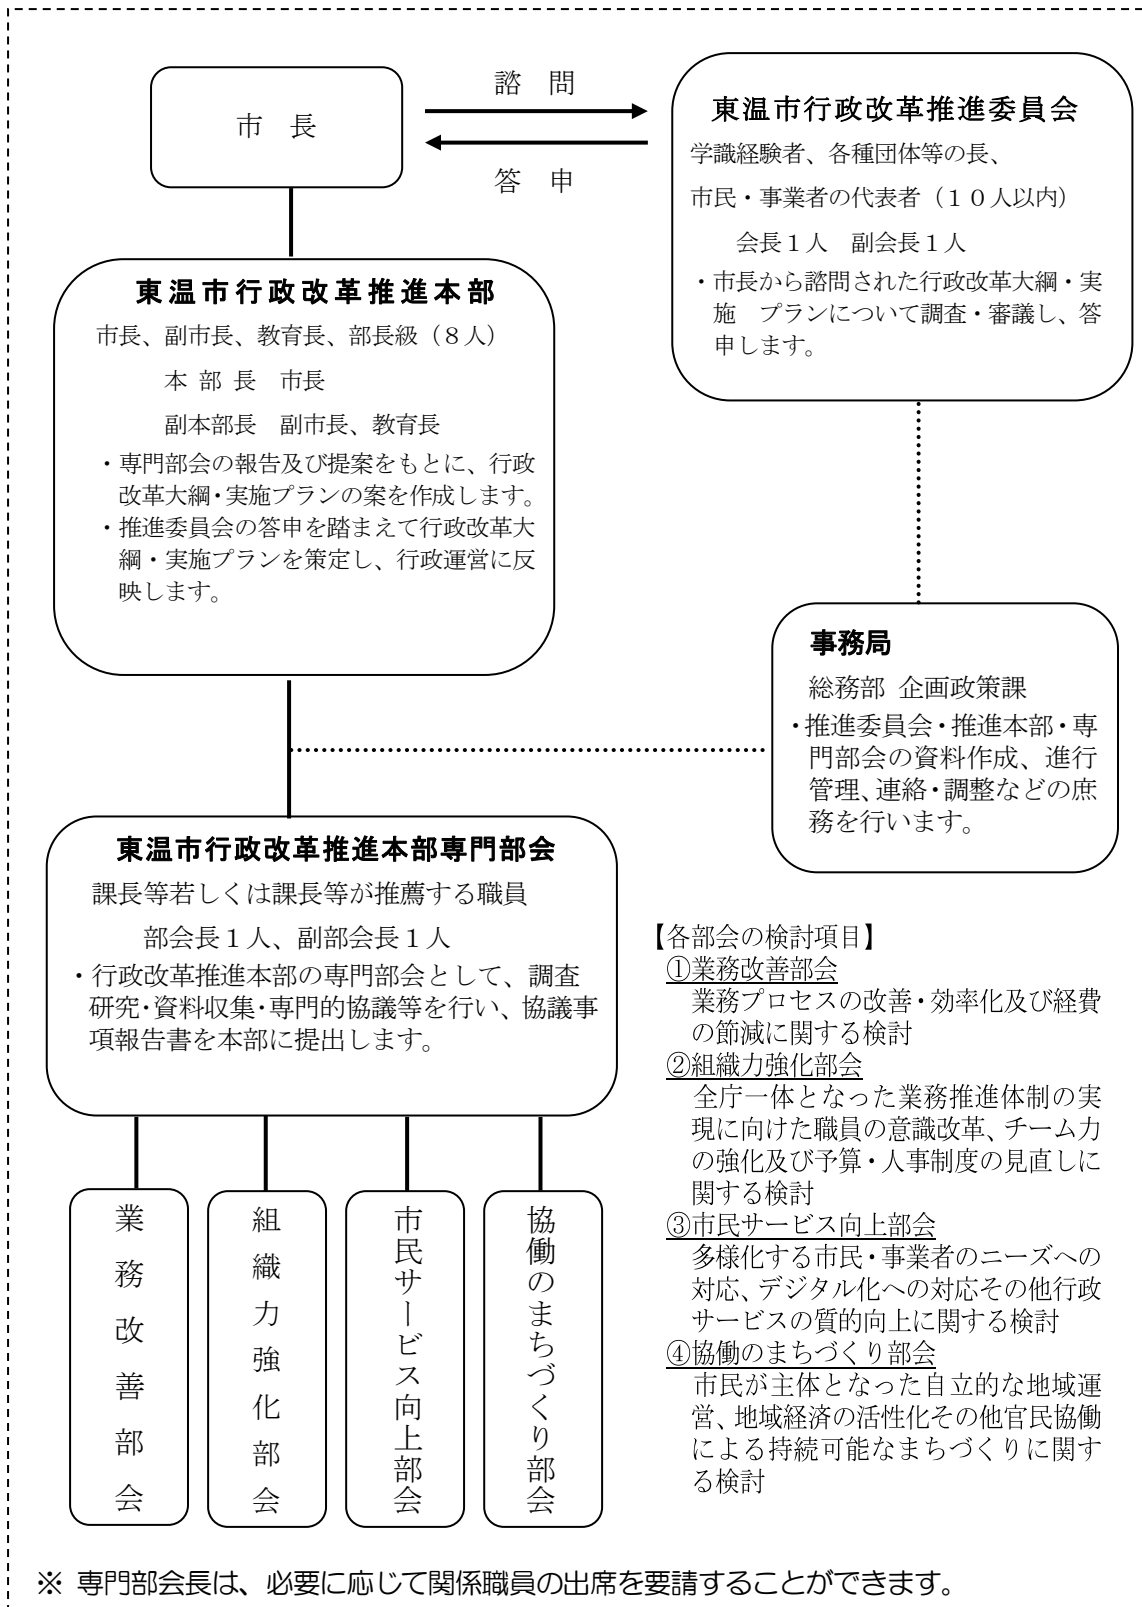 市　長
諮　問
答　申
東温市行政改革推進委員会
学識経験者、各種団体等の長、
市民・事業者の代表者（１０人以内）
会長１人　副会長１人
・市長から諮問された行政改革大綱・実
施　プランについて調査・審議し、答
申します。
東温市行政改革推進本部
市長、副市長、教育長、部長級（８人）
本 部 長　市長
副本部長　副市長、教育長
・専門部会の報告及び提案をもとに、行政
改革大綱・実施プランの案を作成します。
・推進委員会の答申を踏まえて行政改革大
綱・実施プランを策定し、行政運営に反
映します。
事務局
総務部 企画政策課
・推進委員会・推進本部・専
門部会の資料作成、進行
管理、連絡・調整などの庶
務を行います。
東温市行政改革推進本部専門部会
課長等若しくは課長等が推薦する職員
部会長１人、副部会長１人
・行政改革推進本部の専門部会として、調査
研究・資料収集・専門的協議等を行い、協議事
項報告書を本部に提出します。
業務改善部会
組織力強化部会
市民サービス向上部会
協働のまちづくり部会
【各部会の検討項目】
①業務改善部会
業務プロセスの改善・効率化及び経費
の節減に関する検討
②組織力強化部会
全庁一体となった業務推進体制の実
現に向けた職員の意識改革、チーム力
の強化及び予算・人事制度の見直しに
関する検討
③市民サービス向上部会
多様化する市民・事業者のニーズへの
対応、デジタル化への対応その他行政
サービスの質的向上に関する検討
④協働のまちづくり部会
市民が主体となった自立的な地域運
営、地域経済の活性化その他官民協働
による持続可能なまちづくりに関す
る検討
※ 専門部会長は、必要に応じて関係職員の出席を要請することができます。